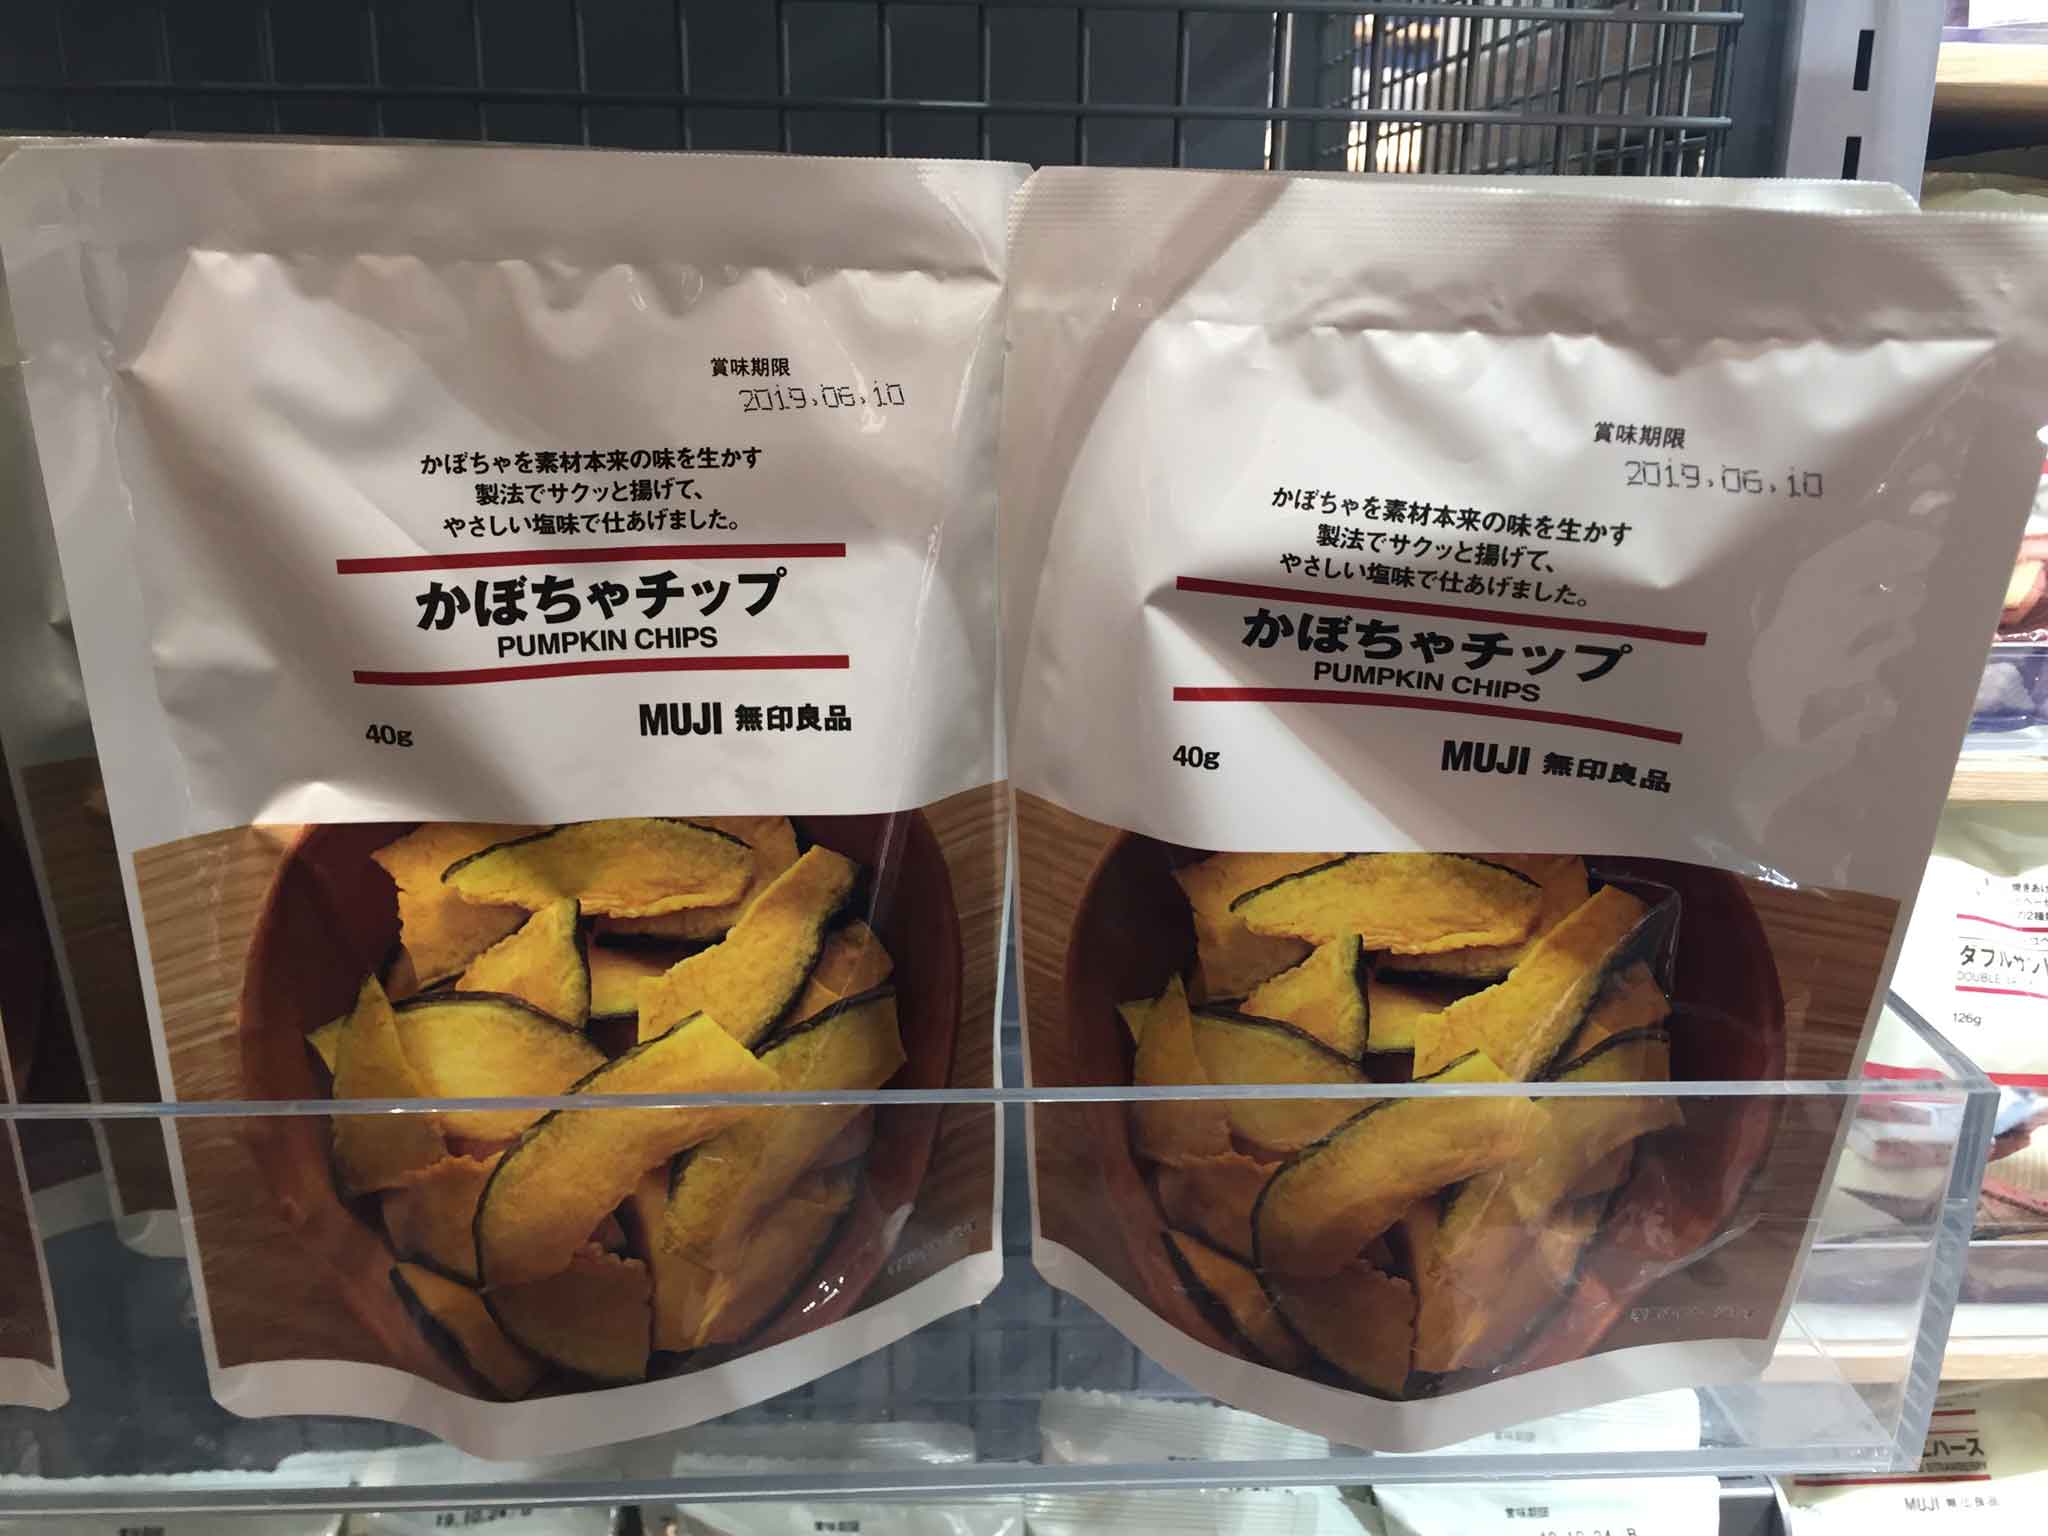 賞味期限
2019.06.10
かぼちゃを素材本来の味を生かす
製法でサクッと揚げて、
やさしい塩味で仕あげました。
かぼちゃチップ
PUMPKIN CHIPS
40g
MUJI 無印良品
賞味期限
2019.06.10
かぼちゃを素材本来の味を生かす
製法でサクッと揚げて、
やさしい塩味で仕あげました。
かぼちゃチップ
PUMPKIN CHIPS
40g
MUJI 無印良品
DOUBLE
126g
賞味期限
MUJI 無印良品